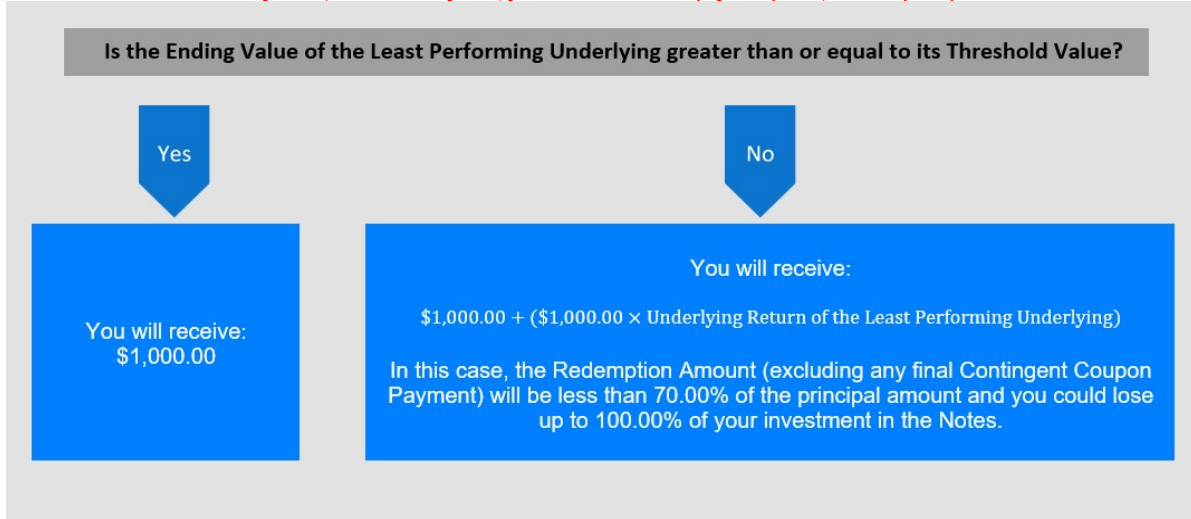 Is the Ending Value of the Least Performing Underlying greater than or equal to its Threshold Value?
Yes
No
You will receive:
$1,000.00
You will receive:
$1,000.00 + ($1,000.00 × Underlying Return of the Least Performing Underlying)
In this case, the Redemption Amount (excluding any final Contingent Coupon
Payment) will be less than 70.00% of the principal amount and you could lose
up to 100.00% of your investment in the Notes.